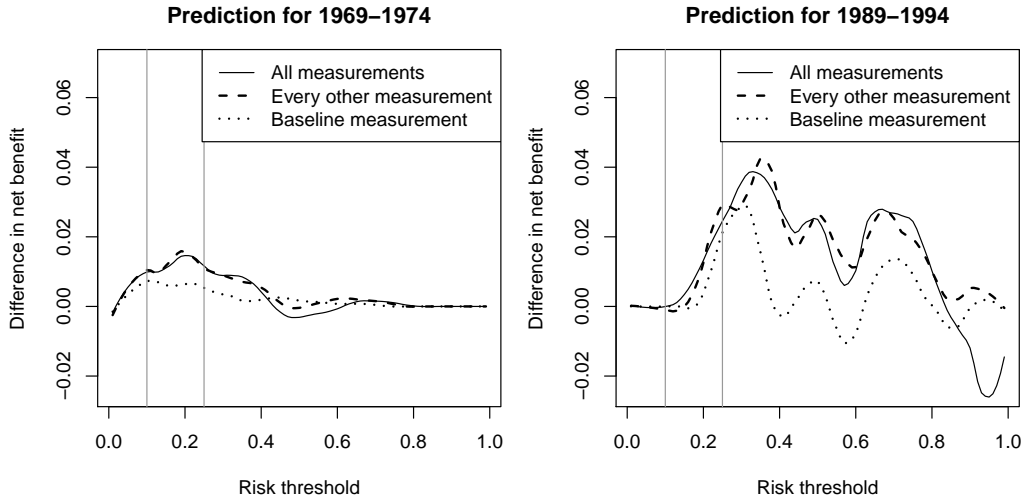 Prediction for 1969−1974
All measurements
Every other measurement
Baseline measurement
Difference in net benefit
0.06
0.04
0.02
0.00
−0.02
0.0 0.2 0.4 0.6 0.8 1.0
Risk threshold
Prediction for 1989−1994
All measurements
Every other measurement
Baseline measurement
Difference in net benefit
0.06
0.04
0.02
0.00
−0.02
0.0 0.2 0.4 0.6 0.8 1.0
Risk threshold